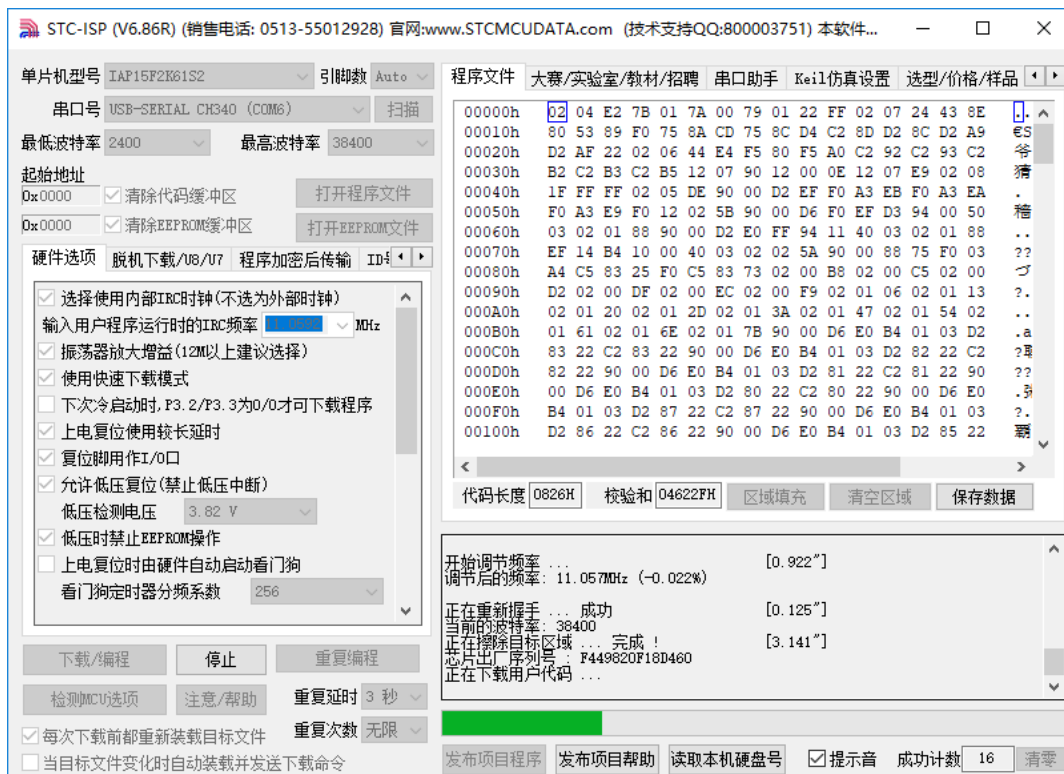 STC-ISP (V6.86R) (销售电话: 0513-55012928) 官网:www.STCMCUDATA.com (技术支持QQ:800003751) 本软件...
单片机型号 IAP15F2K61S2 引脚数 Auto
串口号 USB-SERIAL CH340 (COM6) 扫描
最低波特率 2400 最高波特率 38400
起始地址
0x0000 清除代码缓冲区 打开程序文件
0x0000 清除EEPROM缓冲区 打开EEPROM文件
硬件选项 脱机下载/U8/U7 程序加密后传输
选择使用内部IRC时钟(不选为外部时钟)
输入用户程序运行时的IRC频率 11.0592 MHz
振荡器放大增益(12M以上建议选择)
使用快速下载模式
下次冷启动时,P3.2/P3.3为0/0才可下载程序
上电复位使用较长延时
复位脚用作I/O口
允许低压复位(禁止低压中断)
低压检测电压 3.82 V
低压时禁止EEPROM操作
上电复位时由硬件自动启动看门狗
看门狗定时器分频系数 256
下载/编程 停止 重复编程
检测MCU选项 注意/帮助 重复延时 3 秒
重复次数 无限
每次下载前都重新装载目标文件
当目标文件变化时自动装载并发送下载命令
程序文件 大赛/实验室/教材/招聘 串口助手 Keil仿真设置 选型/价格/样品
00000h 02 04 E2 7B 01 7A 00 79 01 22 FF 02 07 24 43 8E ..
00010h 80 53 89 F0 75 8A CD 75 8C D4 C2 8D D2 8C D2 A9 €S
00020h D2 AF 22 02 06 44 E4 F5 80 F5 A0 C2 92 C2 93 C2
00030h B2 C2 B3 C2 B5 12 07 90 12 00 0E 12 07 E9 02 08 猜
00040h 1F FF FF 02 05 DE 90 00 D2 EF F0 A3 EB F0 A3 EA .
00050h F0 A3 E9 F0 12 02 5B 90 00 D6 F0 EF D3 94 00 50
00060h 03 02 01 88 90 00 D2 E0 FF 94 11 40 03 02 01 88 ..
00070h EF 14 B4 10 00 40 03 02 02 5A 90 00 88 75 F0 03 ??
00080h A4 C5 83 25 F0 C5 83 73 02 00 B8 02 00 C5 02 00 づ
00090h D2 02 00 DF 02 00 EC 02 00 F9 02 01 06 02 01 13 ?.
000A0h 02 01 20 02 01 2D 02 01 3A 02 01 47 02 01 54 02 ..
000B0h 01 61 02 01 6E 02 01 7B 90 00 D6 E0 B4 01 03 D2 .a
000C0h 83 22 C2 83 22 90 00 D6 E0 B4 01 03 D2 82 22 C2
000D0h 82 22 90 00 D6 E0 B4 01 03 D2 81 22 C2 81 22 90 ??
000E0h 00 D6 E0 B4 01 03 D2 80 22 C2 80 22 90 00 D6 E0
000F0h B4 01 03 D2 87 22 C2 87 22 90 00 D6 E0 B4 01 03 ?.
00100h D2 86 22 C2 86 22 90 00 D6 E0 B4 01 03 D2 85 22 覇
代码长度 0826H 校验和 04622FH 区域填充 清空区域 保存数据
开始调节频率 ... [0.922"]
调节后的频率: 11.057MHz (-0.022%)
正在重新握手 ... 成功 [0.125"]
当前的波特率: 38400
正在擦除目标区域 ... 完成 ! [3.141"]
芯片出厂序列号 : F449820F18D460
正在下载用户代码 ...
发布项目程序 发布项目帮助 读取本机硬盘号 提示音 成功计数 16 清零